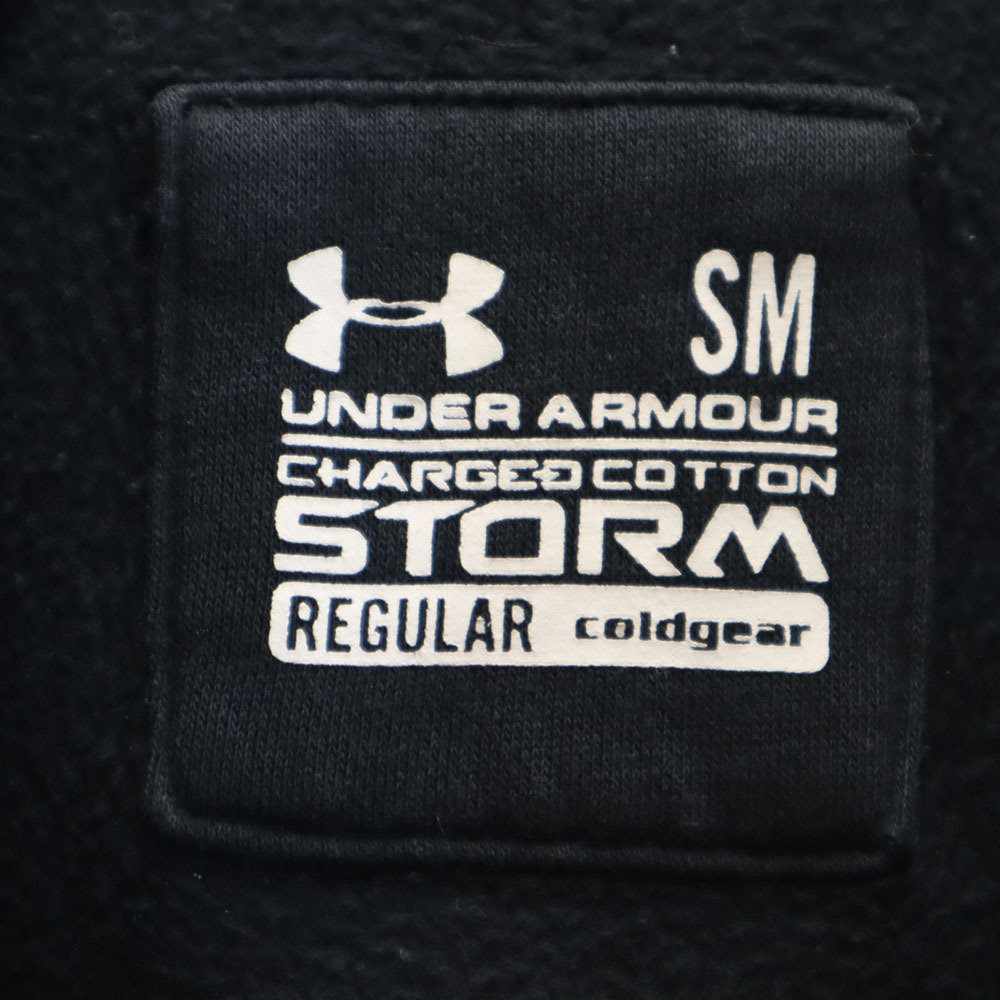 SM
UNDER ARMOUR
CHARGED COTTON
STORM
REGULAR coldgear